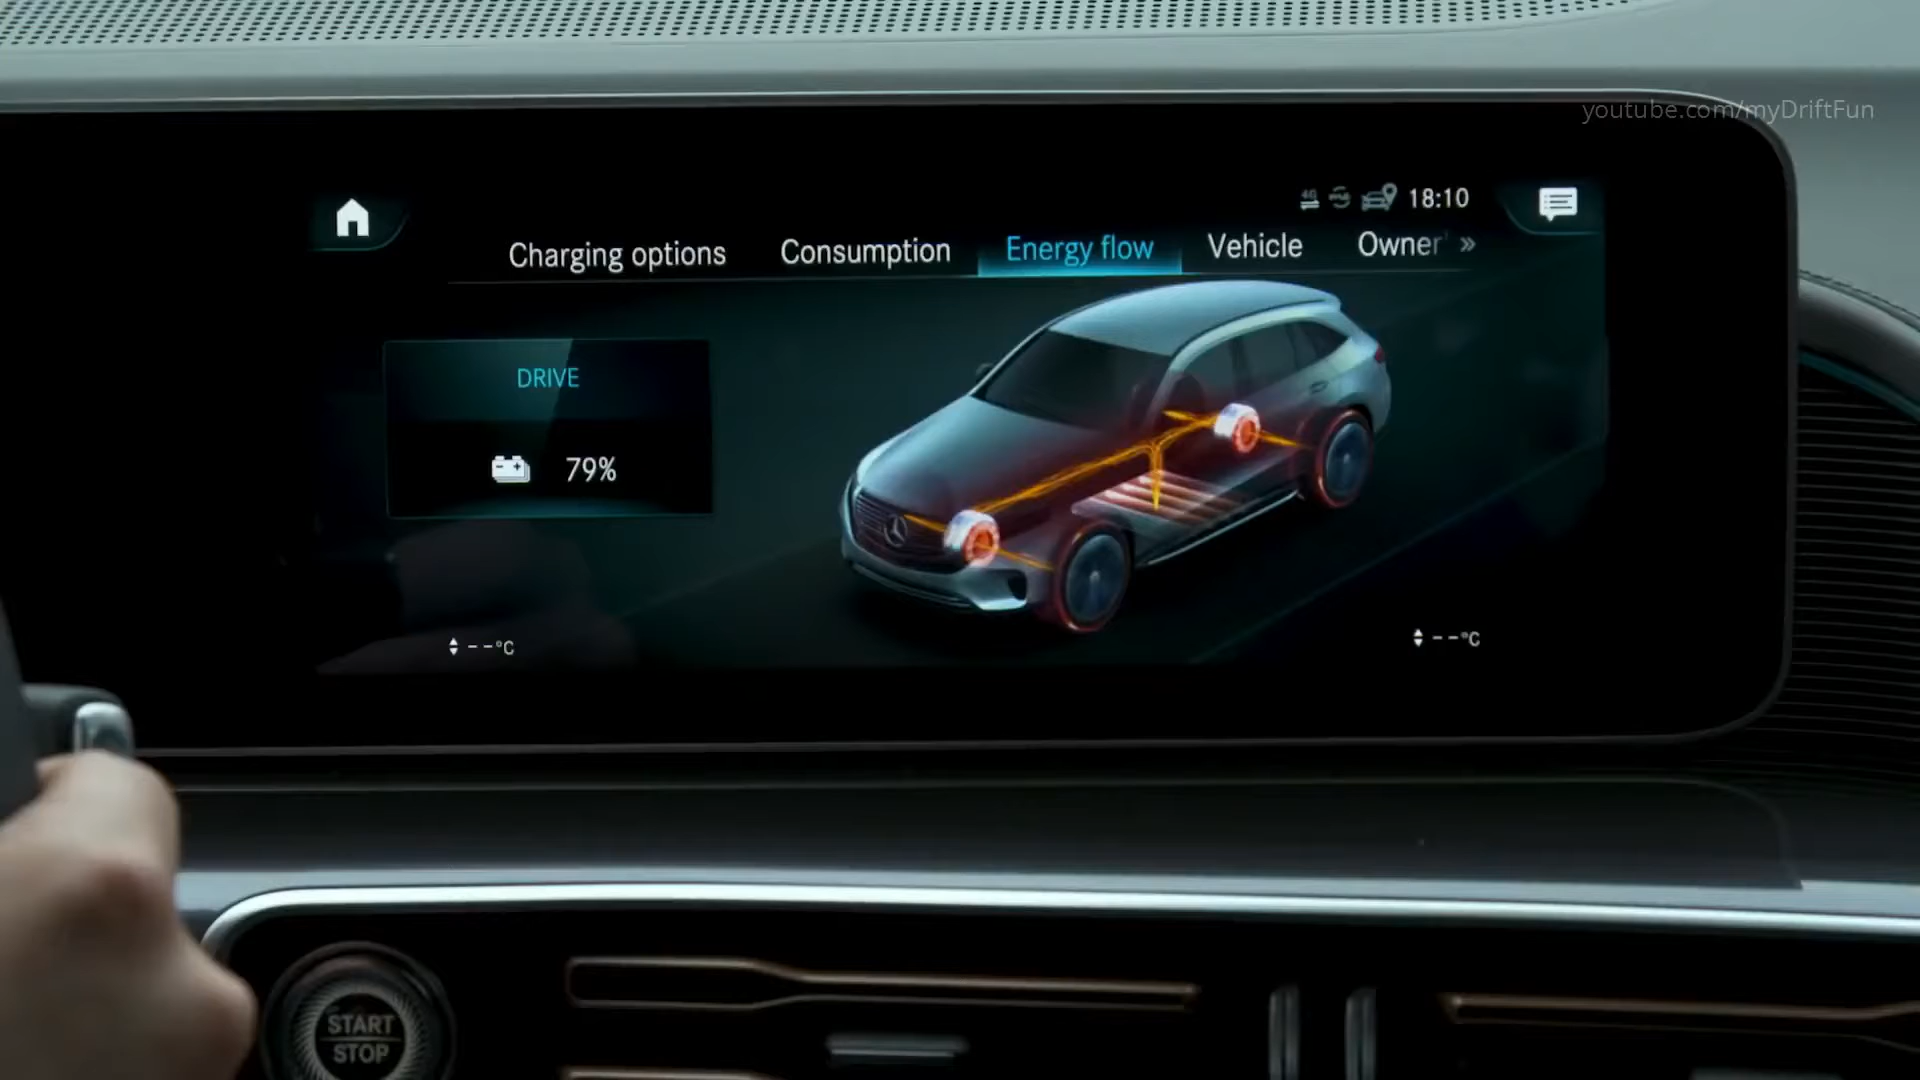 youtube.com/myDriftFun
18:10
Charging options
Consumption
Energy flow
Vehicle
Owner' »
DRIVE
79%
--°C
--°C
START
STOP